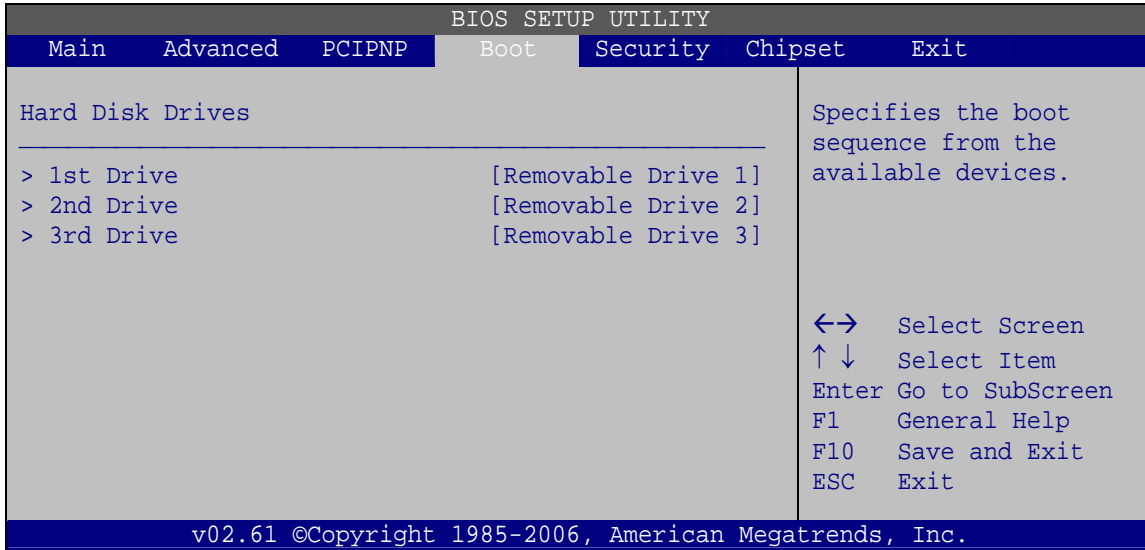 BIOS SETUP UTILITY
Main Advanced PCIPNP Boot Security Chipset Exit
Hard Disk Drives
> 1st Drive [Removable Drive 1]
> 2nd Drive [Removable Drive 2]
> 3rd Drive [Removable Drive 3]
Specifies the boot
sequence from the
available devices.
←→ Select Screen
↑ ↓ Select Item
Enter Go to SubScreen
F1 General Help
F10 Save and Exit
ESC Exit
v02.61 ©Copyright 1985-2006, American Megatrends, Inc.